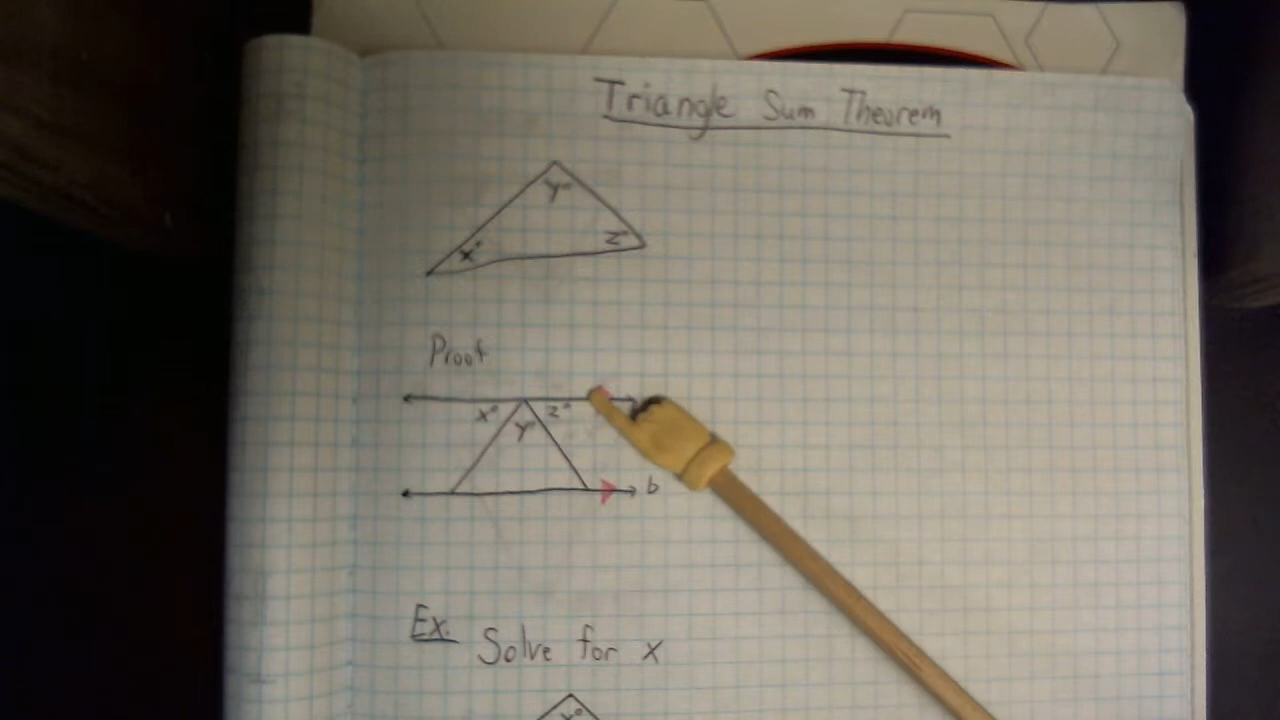 Triangle Sum Theorem
y°
x° z°
Proof
x° y° z°
b
Ex: Solve for x
x°